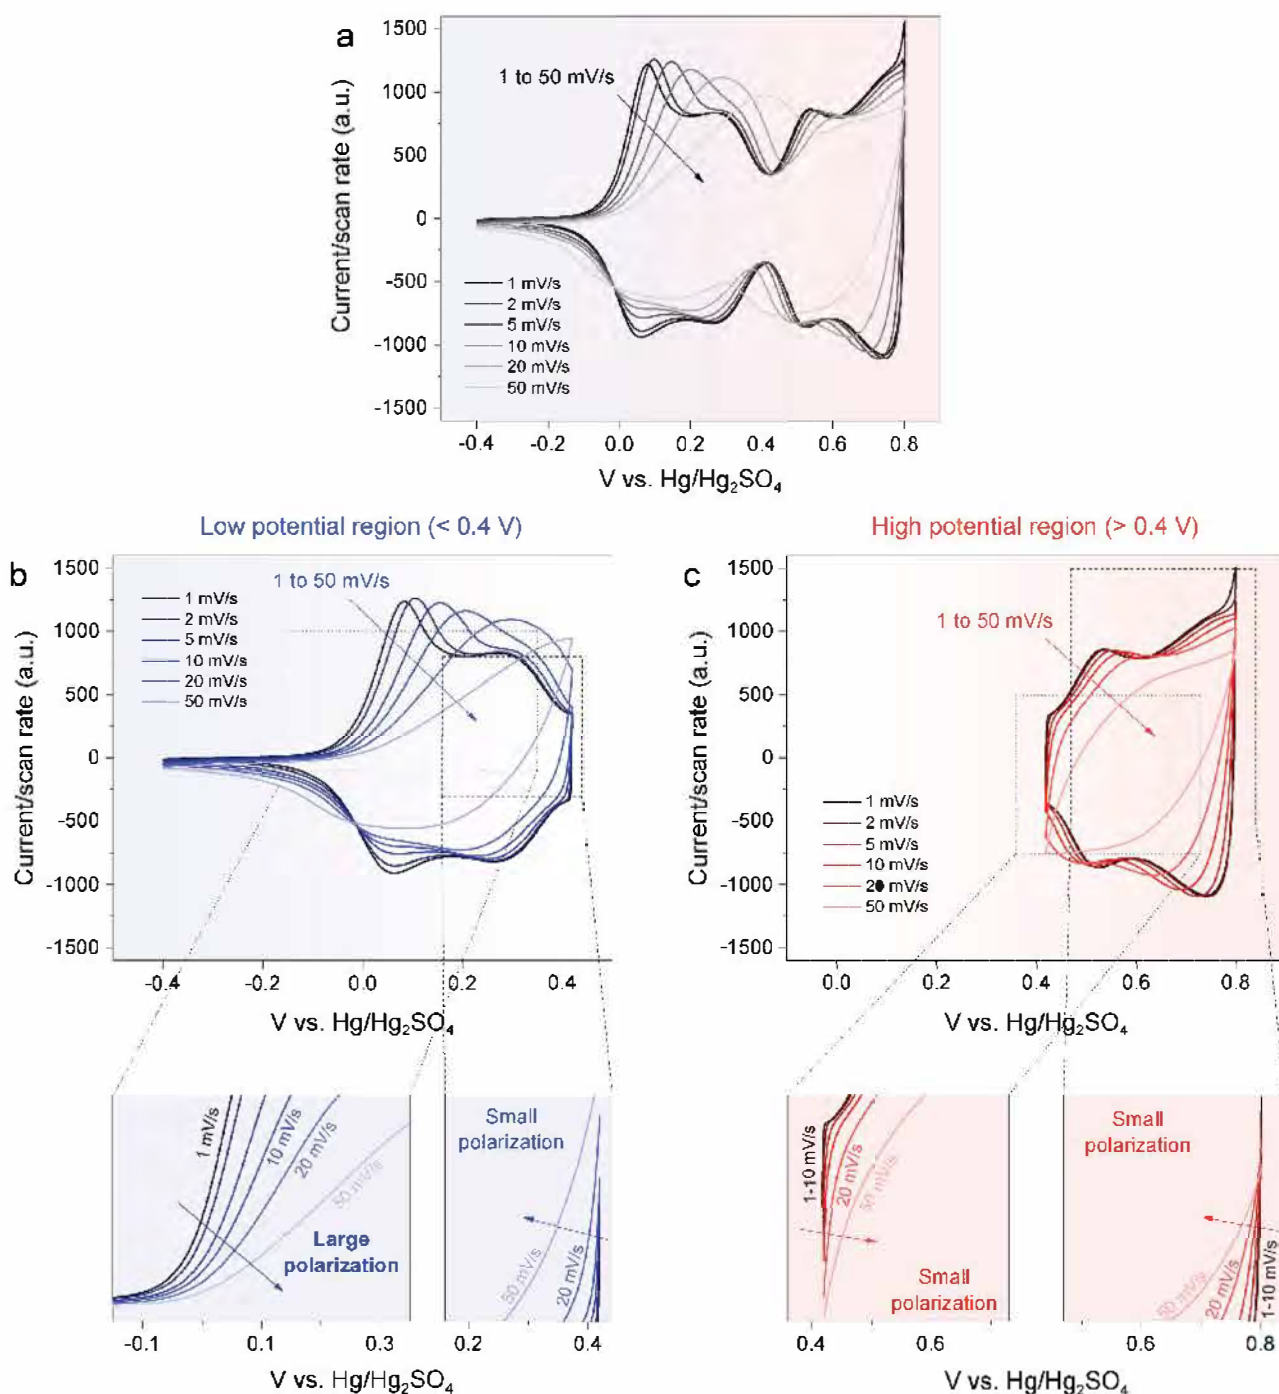 a
1 to 50 mV/s
Current/scan rate (a.u.)
1500
1000
500
0
-500
-1000
-1500
1 mV/s
2 mV/s
5 mV/s
10 mV/s
20 mV/s
50 mV/s
-0.4 -0.2 0.0 0.2 0.4 0.6 0.8
V vs. Hg/Hg₂SO₄
Low potential region (< 0.4 V)
b
1 to 50 mV/s
Current/scan rate (a.u.)
1500
1000
500
0
-500
-1000
-1500
1 mV/s
2 mV/s
5 mV/s
10 mV/s
20 mV/s
50 mV/s
-0.4 -0.2 0.0 0.2 0.4
V vs. Hg/Hg₂SO₄
1 mV/s
10 mV/s
20 mV/s
50 mV/s
Large
polarization
-0.1 0.1 0.3
Small
polarization
50 mV/s
20 mV/s
0.2 0.4
V vs. Hg/Hg₂SO₄
High potential region (> 0.4 V)
c
1 to 50 mV/s
Current/scan rate (a.u.)
1500
1000
500
0
-500
-1000
-1500
1 mV/s
2 mV/s
5 mV/s
10 mV/s
20 mV/s
50 mV/s
0.0 0.2 0.4 0.6 0.8
V vs. Hg/Hg₂SO₄
1-10 mV/s
20 mV/s
50 mV/s
Small
polarization
0.4 0.6
Small
polarization
50 mV/s
20 mV/s
1-10 mV/s
0.6 0.8
V vs. Hg/Hg₂SO₄